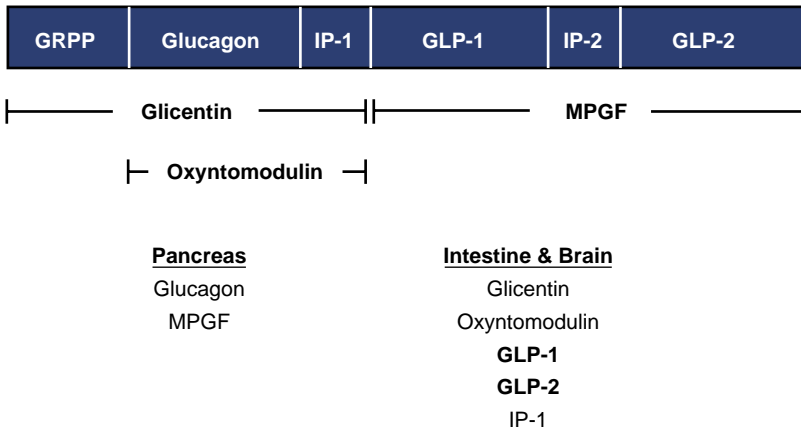 GRPP Glucagon IP-1 GLP-1 IP-2 GLP-2
Glicentin MPGF
Oxyntomodulin
Pancreas
Glucagon
MPGF
Intestine & Brain
Glicentin
Oxyntomodulin
GLP-1
GLP-2
IP-1